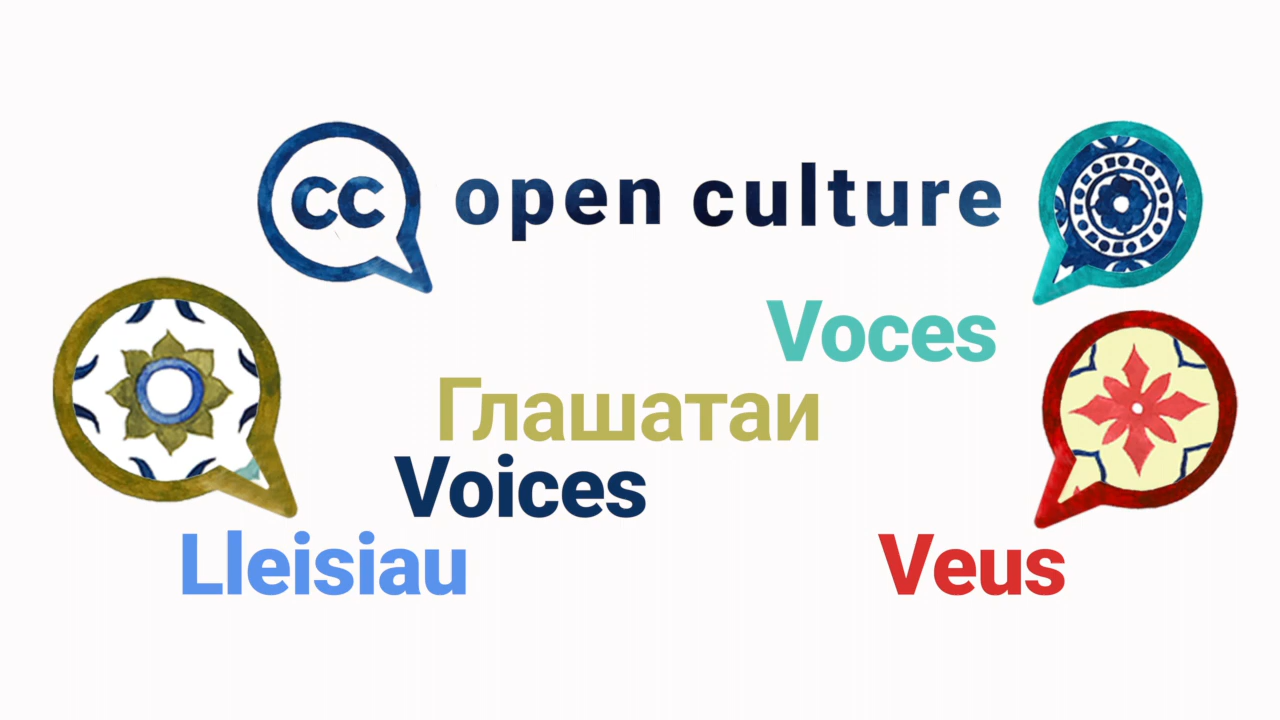 cc open culture
Voces
Глашатаи
Voices
Lleisiau
Veus